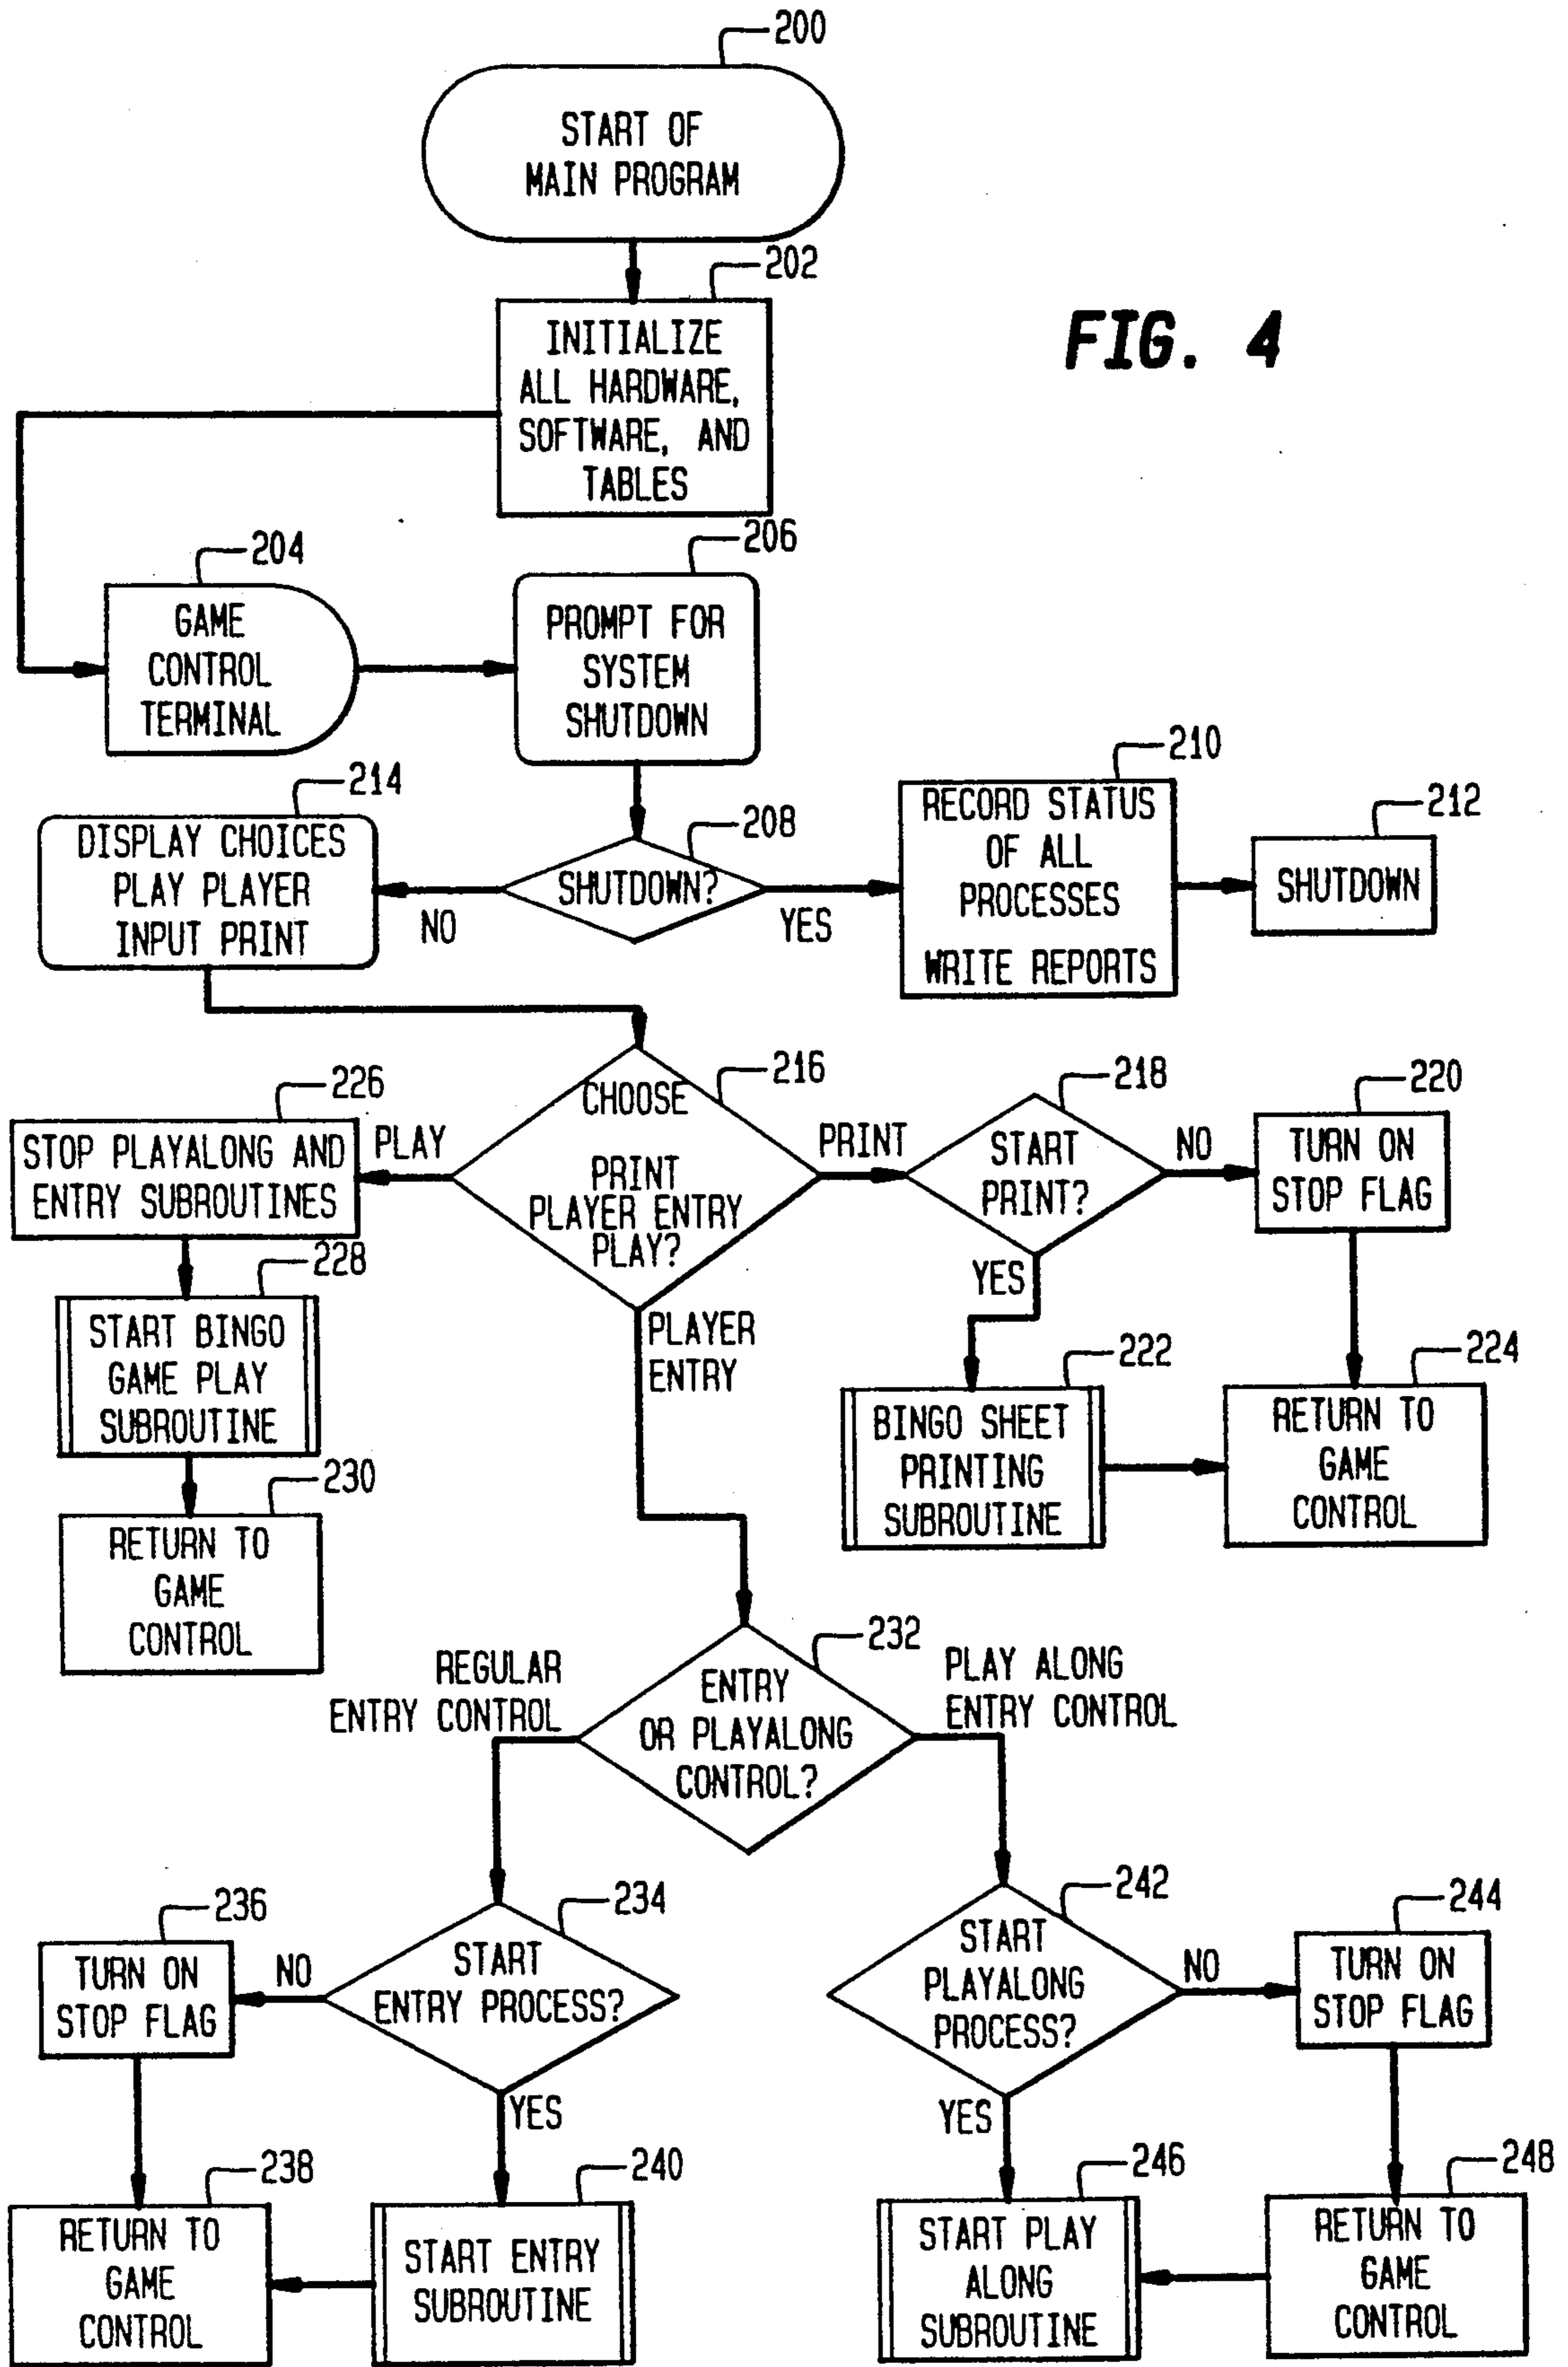 200
START OF
MAIN PROGRAM
202
INITIALIZE
ALL HARDWARE,
SOFTWARE, AND
TABLES
FIG. 4
204
GAME
CONTROL
TERMINAL
206
PROMPT FOR
SYSTEM
SHUTDOWN
214
DISPLAY CHOICES
PLAY PLAYER
INPUT PRINT
208
SHUTDOWN?
NO
YES
210
RECORD STATUS
OF ALL
PROCESSES
WRITE REPORTS
212
SHUTDOWN
216
CHOOSE
PRINT
PLAYER ENTRY
PLAY?
PLAY
PRINT
PLAYER
ENTRY
226
STOP PLAYALONG AND
ENTRY SUBROUTINES
228
START BINGO
GAME PLAY
SUBROUTINE
230
RETURN TO
GAME
CONTROL
218
START
PRINT?
NO
YES
220
TURN ON
STOP FLAG
222
BINGO SHEET
PRINTING
SUBROUTINE
224
RETURN TO
GAME
CONTROL
232
ENTRY
OR PLAYALONG
CONTROL?
REGULAR
ENTRY CONTROL
PLAY ALONG
ENTRY CONTROL
234
START
ENTRY PROCESS?
NO
YES
236
TURN ON
STOP FLAG
238
RETURN TO
GAME
CONTROL
240
START ENTRY
SUBROUTINE
242
START
PLAYALONG
PROCESS?
NO
YES
244
TURN ON
STOP FLAG
246
START PLAY
ALONG
SUBROUTINE
248
RETURN TO
GAME
CONTROL